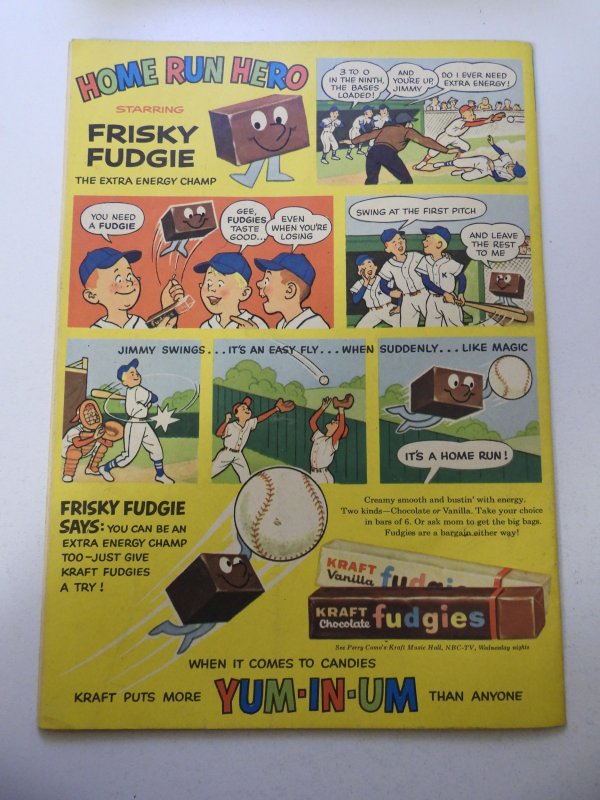 HOME RUN HERO
STARRING
FRISKY
FUDGIE
THE EXTRA ENERGY CHAMP
3 TO 0
IN THE NINTH,
THE BASES
LOADED!
AND
YOU'RE UP,
JIMMY
DO I EVER NEED
EXTRA ENERGY!
YOU NEED
A FUDGIE
GEE,
FUDGIES
TASTE
GOOD...
EVEN
WHEN YOU'RE
LOSING
SWING AT THE FIRST PITCH
AND LEAVE
THE REST
TO ME
K
JIMMY SWINGS...IT'S AN EASY FLY...WHEN SUDDENLY...LIKE MAGIC
IT'S A HOME RUN!
FRISKY FUDGIE
SAYS: YOU CAN BE AN
EXTRA ENERGY CHAMP
TOO-JUST GIVE
KRAFT FUDGIES
A TRY!
Creamy smooth and bustin' with energy.
Two kinds—Chocolate or Vanilla. Take your choice
in bars of 6. Or ask mom to get the big bags.
Fudgies are a bargain either way!
KRAFT
Vanilla fudgies
KRAFT
Chocolate fudgies
See Perry Como's Kraft Music Hall, NBC-TV, Wednesday nights
WHEN IT COMES TO CANDIES
KRAFT PUTS MORE YUM-IN-UM THAN ANYONE